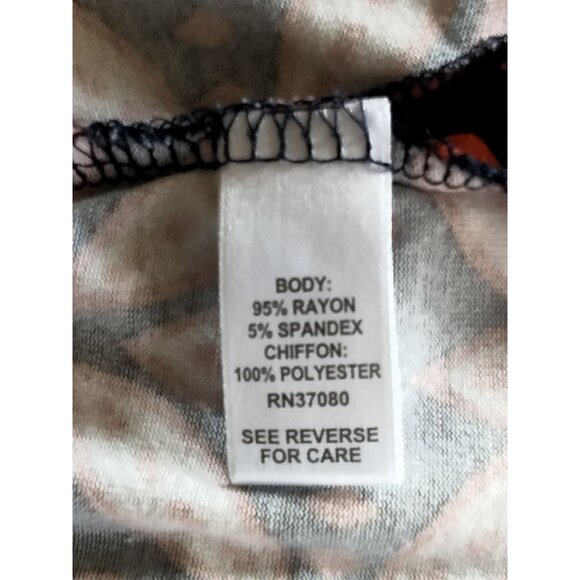 BODY:
95% RAYON
5% SPANDEX
CHIFFON:
100% POLYESTER
RN37080
SEE REVERSE
FOR CARE